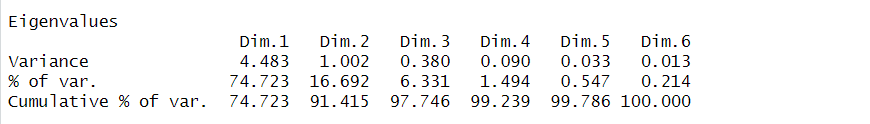 Eigenvalues
Dim.1 Dim.2 Dim.3 Dim.4 Dim.5 Dim.6
Variance 4.483 1.002 0.380 0.090 0.033 0.013
% of var. 74.723 16.692 6.331 1.494 0.547 0.214
Cumulative % of var. 74.723 91.415 97.746 99.239 99.786 100.000